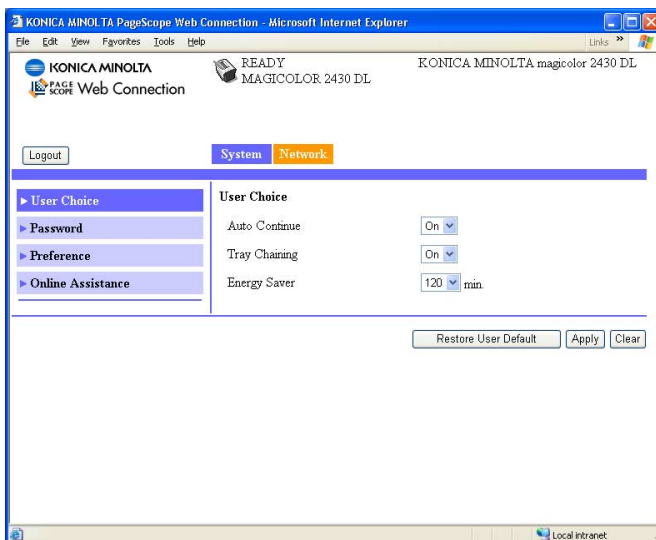 KONICA MINOLTA PageScope Web Connection - Microsoft Internet Explorer
File Edit View Favorites Tools Help Links »
KONICA MINOLTA
PAGE SCOPE Web Connection
READY
MAGICOLOR 2430 DL
KONICA MINOLTA magicolor 2430 DL
Logout
System Network
User Choice
Password
Preference
Online Assistance
User Choice
Auto Continue On
Tray Chaining On
Energy Saver 120 min.
Restore User Default Apply Clear
Local intranet